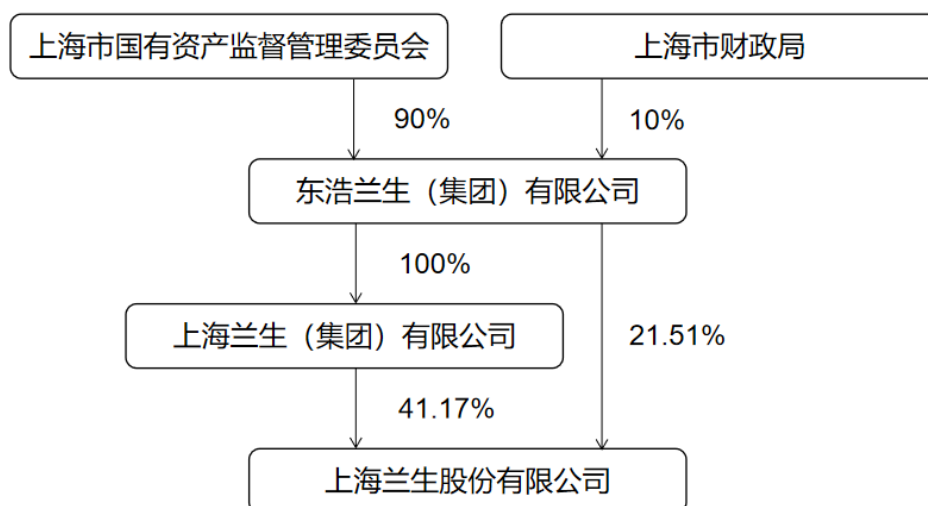 上海市国有资产监督管理委员会
上海市财政局
90%
10%
东浩兰生（集团）有限公司
100%
上海兰生（集团）有限公司
21.51%
41.17%
上海兰生股份有限公司